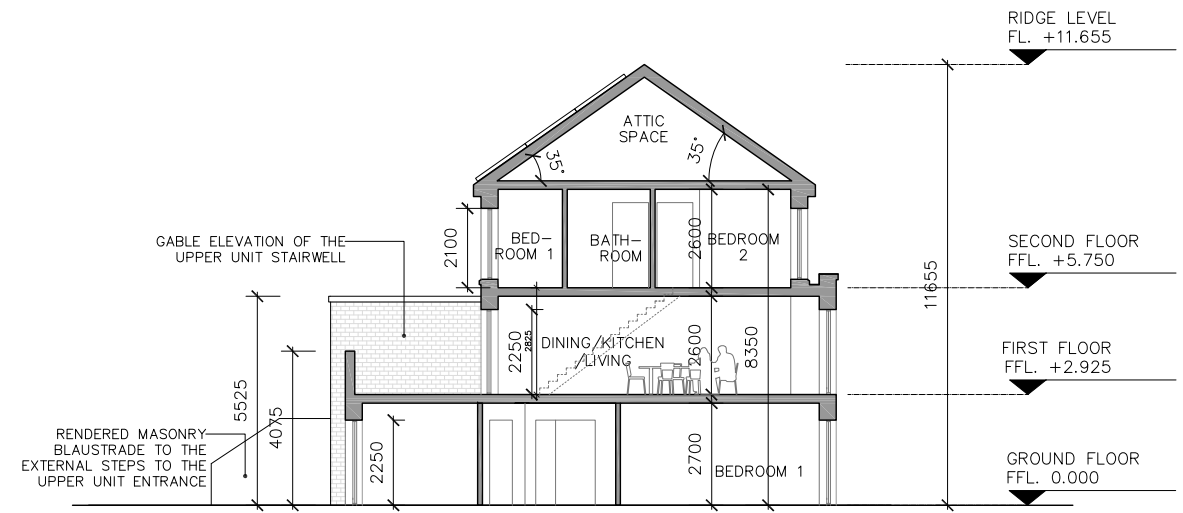 RIDGE LEVEL
FL. +11.655
ATTIC
SPACE
35°
35°
GABLE ELEVATION OF THE
UPPER UNIT STAIRWELL
2100
BED-
ROOM 1
BATH-
ROOM
2600
BEDROOM
2
SECOND FLOOR
FFL. +5.750
11655
2250
2825
DINING/KITCHEN
/LIVING
2600
8350
FIRST FLOOR
FFL. +2.925
5525
4075
RENDERED MASONRY
BLAUSTRADE TO THE
EXTERNAL STEPS TO THE
UPPER UNIT ENTRANCE
2250
2700
BEDROOM 1
GROUND FLOOR
FFL. 0.000